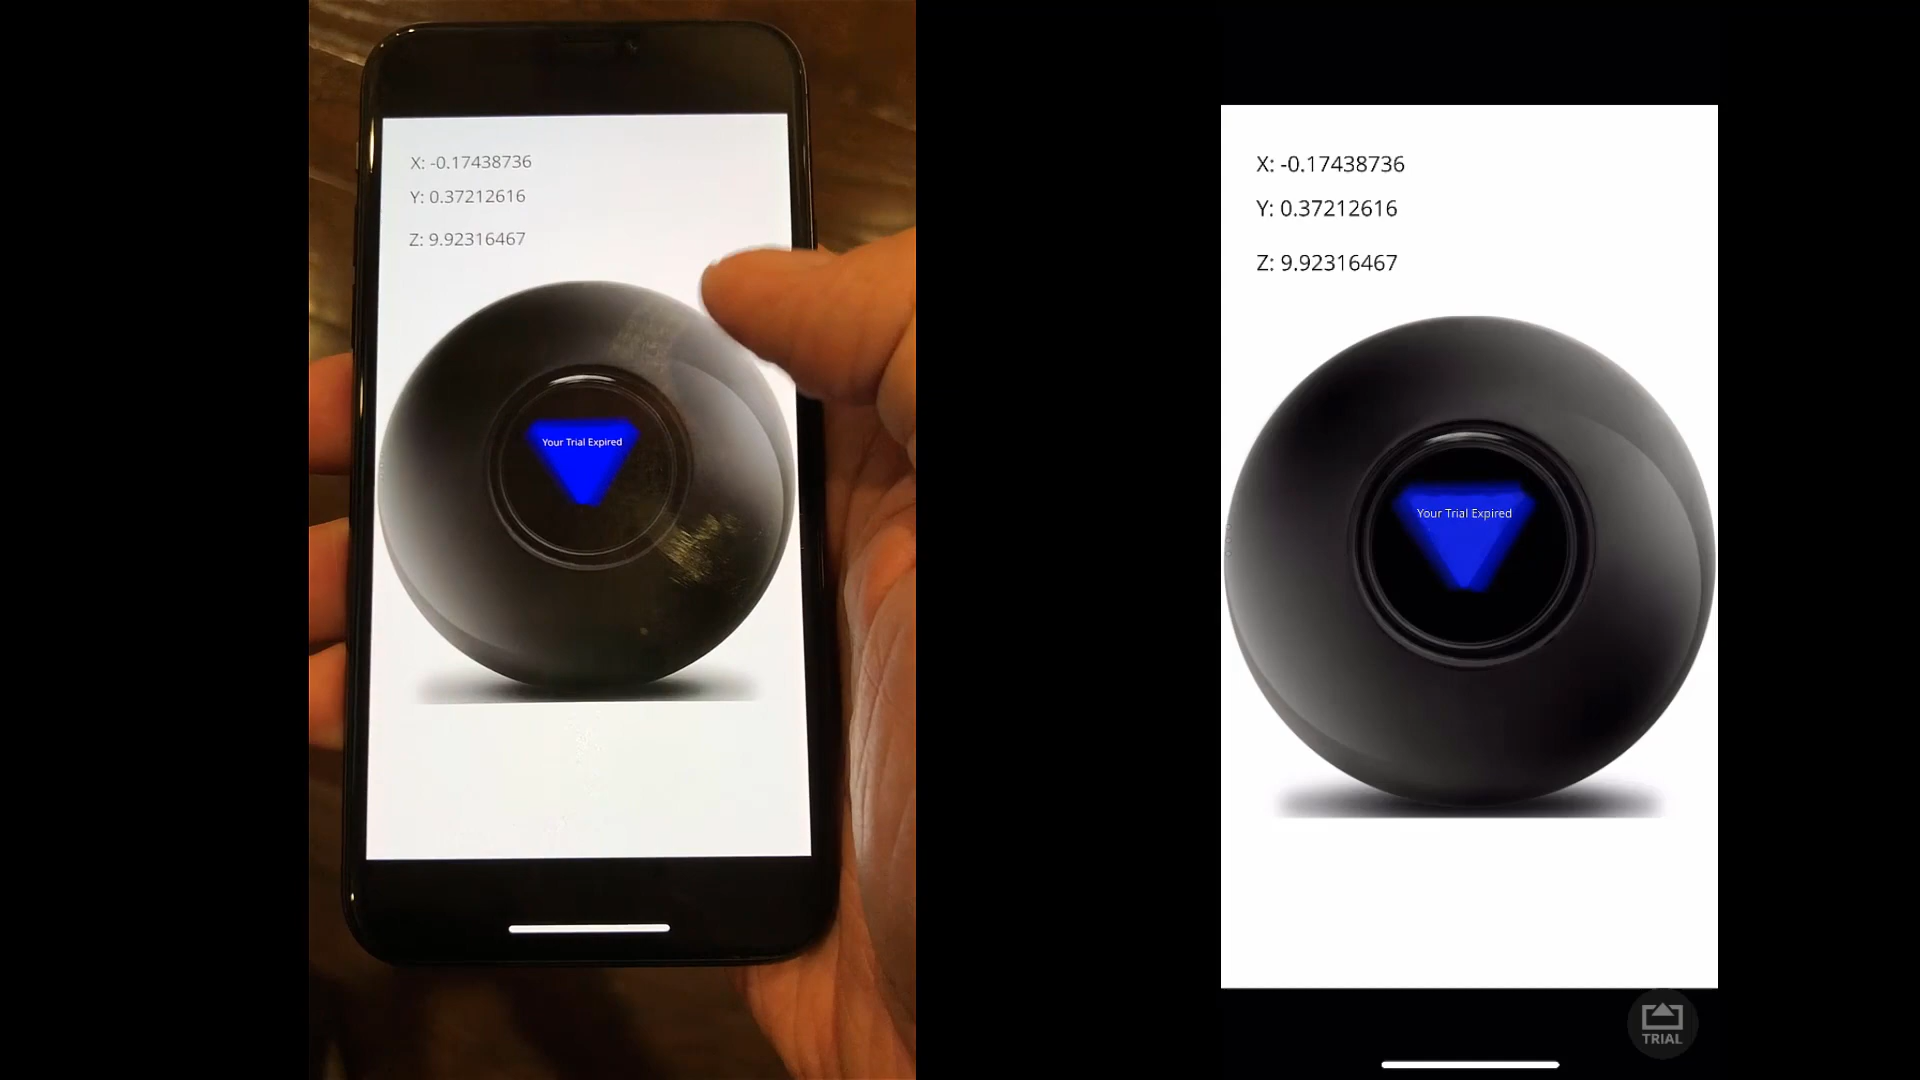 X: -0.17438736
Y: 0.37212616
Z: 9.92316467
Your Trial Expired
X: -0.17438736
Y: 0.37212616
Z: 9.92316467
Your Trial Expired
TRIAL